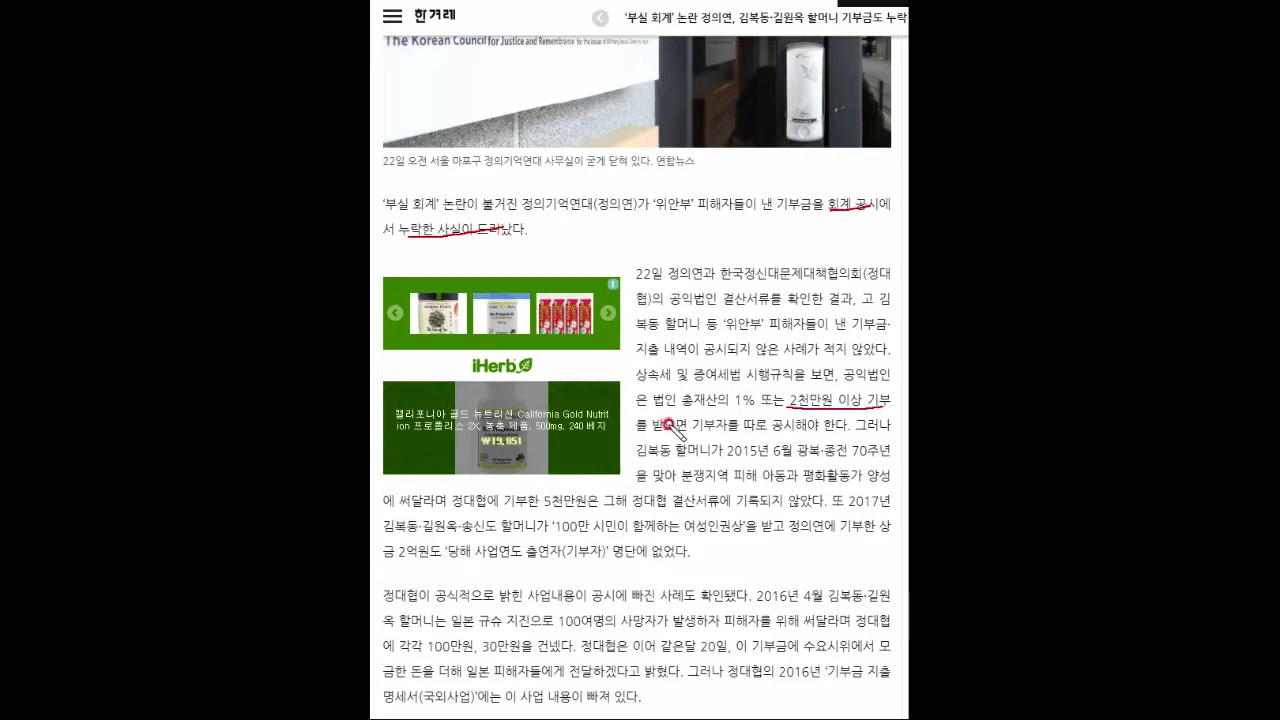 한겨레
'부실 회계' 논란 정의연, 김복동·길원옥 할머니 기부금도 누락
The Korean Council for Justice and Remembrance for the Issues of Military Sexual Slavery by Japan
22일 오전 서울 마포구 정의기억연대 사무실이 굳게 닫혀 있다. 연합뉴스
'부실 회계' 논란이 불거진 정의기억연대(정의연)가 '위안부' 피해자들이 낸 기부금을 회계 공시에
서 누락한 사실이 드러났다.
22일 정의연과 한국정신대문제대책협의회(정대
협)의 공익법인 결산서류를 확인한 결과, 고 김
복동 할머니 등 '위안부' 피해자들이 낸 기부금·
지출 내역이 공시되지 않은 사례가 적지 않았다.
상속세 및 증여세법 시행규칙을 보면, 공익법인
은 법인 총재산의 1% 또는 2천만원 이상 기부
를 받으면 기부자를 따로 공시해야 한다. 그러나
김복동 할머니가 2015년 6월 광복·종전 70주년
을 맞아 분쟁지역 피해 아동과 평화활동가 양성
iHerb
캘리포니아 골드 뉴트리션 California Gold Nutrit
ion 프로폴리스 2X, 농축 제품, 500mg, 240 베지
₩19,851
에 써달라며 정대협에 기부한 5천만원은 그해 정대협 결산서류에 기록되지 않았다. 또 2017년
김복동·길원옥·송신도 할머니가 '100만 시민이 함께하는 여성인권상'을 받고 정의연에 기부한 상
금 2억원도 '당해 사업연도 출연자(기부자)' 명단에 없었다.
정대협이 공식적으로 밝힌 사업내용이 공시에 빠진 사례도 확인됐다. 2016년 4월 김복동·길원
옥 할머니는 일본 규슈 지진으로 100여명의 사망자가 발생하자 피해자를 위해 써달라며 정대협
에 각각 100만원, 30만원을 건넸다. 정대협은 이어 같은달 20일, 이 기부금에 수요시위에서 모
금한 돈을 더해 일본 피해자들에게 전달하겠다고 밝혔다. 그러나 정대협의 2016년 '기부금 지출
명세서(국외사업)'에는 이 사업 내용이 빠져 있다.